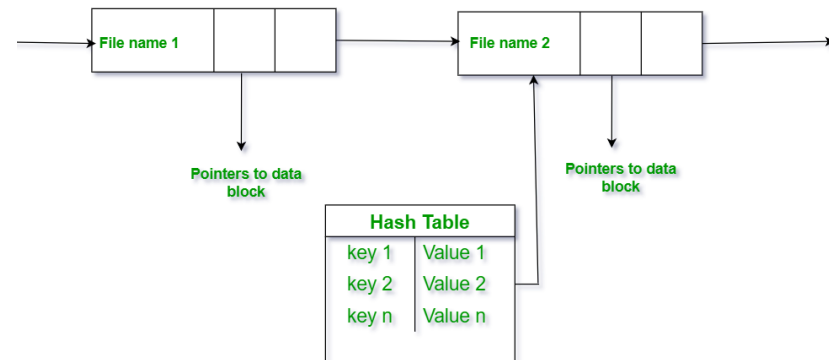 File name 1
File name 2
Pointers to data
block
Pointers to data
block
Hash Table
key 1 Value 1
key 2 Value 2
key n Value n